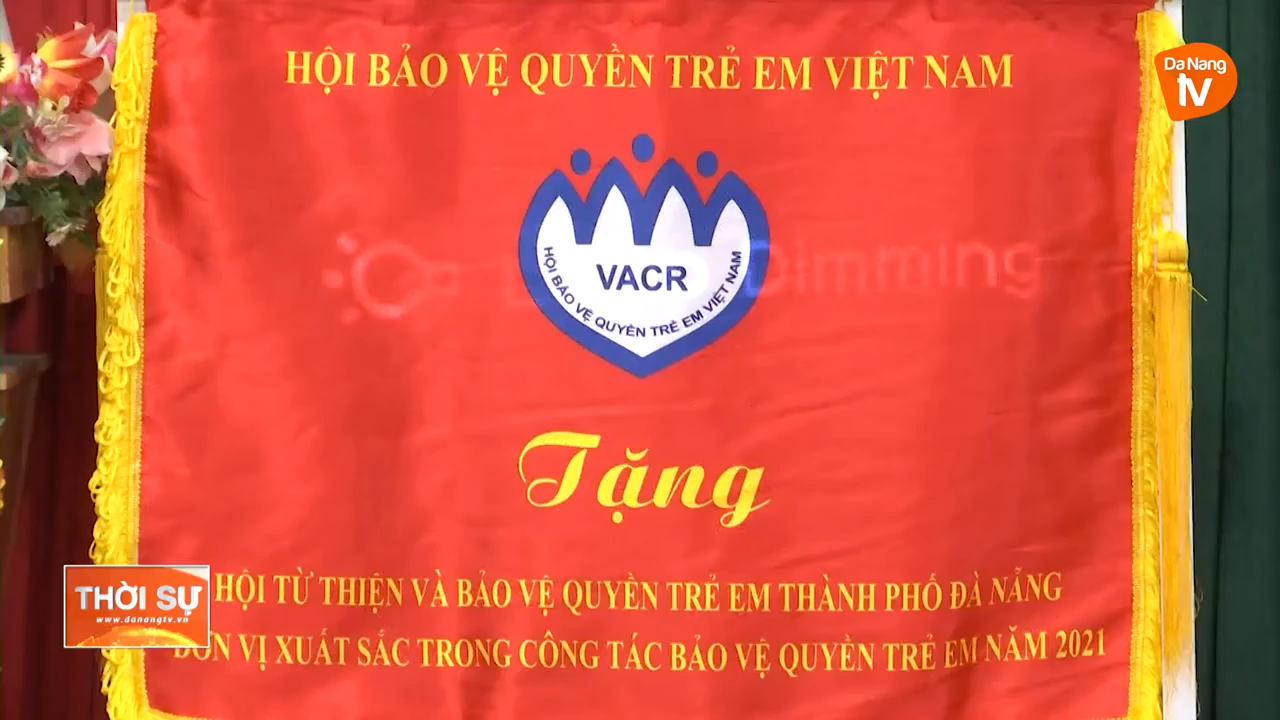 HỘI BẢO VỆ QUYỀN TRẺ EM VIỆT NAM
Da Nang
tv
VACR
HỘI BẢO VỆ QUYỀN TRẺ EM VIỆT NAM
Dimming
Tặng
HỘI TỪ THIỆN VÀ BẢO VỆ QUYỀN TRẺ EM THÀNH PHỐ ĐÀ NẴNG
ĐƠN VỊ XUẤT SẮC TRONG CÔNG TÁC BẢO VỆ QUYỀN TRẺ EM NĂM 2021
THỜI SỰ
www.danangtv.vn